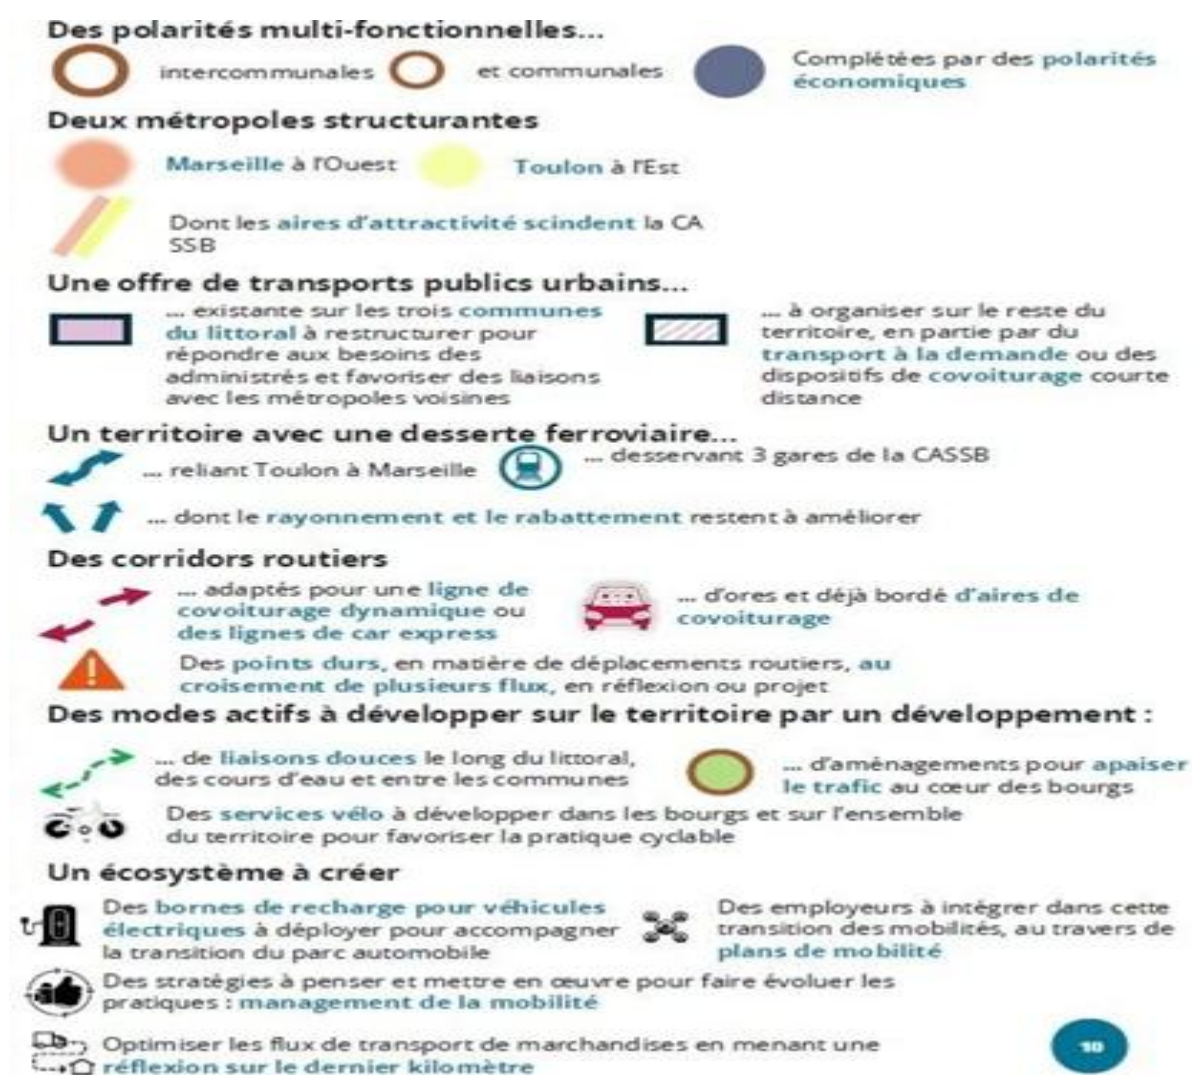 Des polarités multi-fonctionnelles...
intercommunales
et communales
Complétées par des polarités
économiques
Deux métropoles structurantes
Marseille à l'Ouest
Toulon à l'Est
Dont les aires d'attractivité scindent la CA
SSB
Une offre de transports publics urbains...
... existante sur les trois communes
du littoral à restructurer pour
répondre aux besoins des
administrés et favoriser des liaisons
avec les métropoles voisines
... à organiser sur le reste du
territoire, en partie par du
transport à la demande ou des
dispositifs de covoiturage courte
distance
Un territoire avec une desserte ferroviaire...
... reliant Toulon à Marseille
... desservant 3 gares de la CASSB
... dont le rayonnement et le rabattement restent à améliorer
Des corridors routiers
... adaptés pour une ligne de
covoiturage dynamique ou
des lignes de car express
... d'ores et déjà bordé d'aires de
covoiturage
Des points durs, en matière de déplacements routiers, au
croisement de plusieurs flux, en réflexion ou projet
Des modes actifs à développer sur le territoire par un développement :
... de liaisons douces le long du littoral,
des cours d'eau et entre les communes
... d'aménagements pour apaiser
le trafic au cœur des bourgs
Des services vélo à développer dans les bourgs et sur l'ensemble
du territoire pour favoriser la pratique cyclable
Un écosystème à créer
Des bornes de recharge pour véhicules
électriques à déployer pour accompagner
la transition du parc automobile
Des employeurs à intégrer dans cette
transition des mobilités, au travers de
plans de mobilité
Des stratégies à penser et mettre en œuvre pour faire évoluer les
pratiques : management de la mobilité
Optimiser les flux de transport de marchandises en menant une
réflexion sur le dernier kilomètre
10